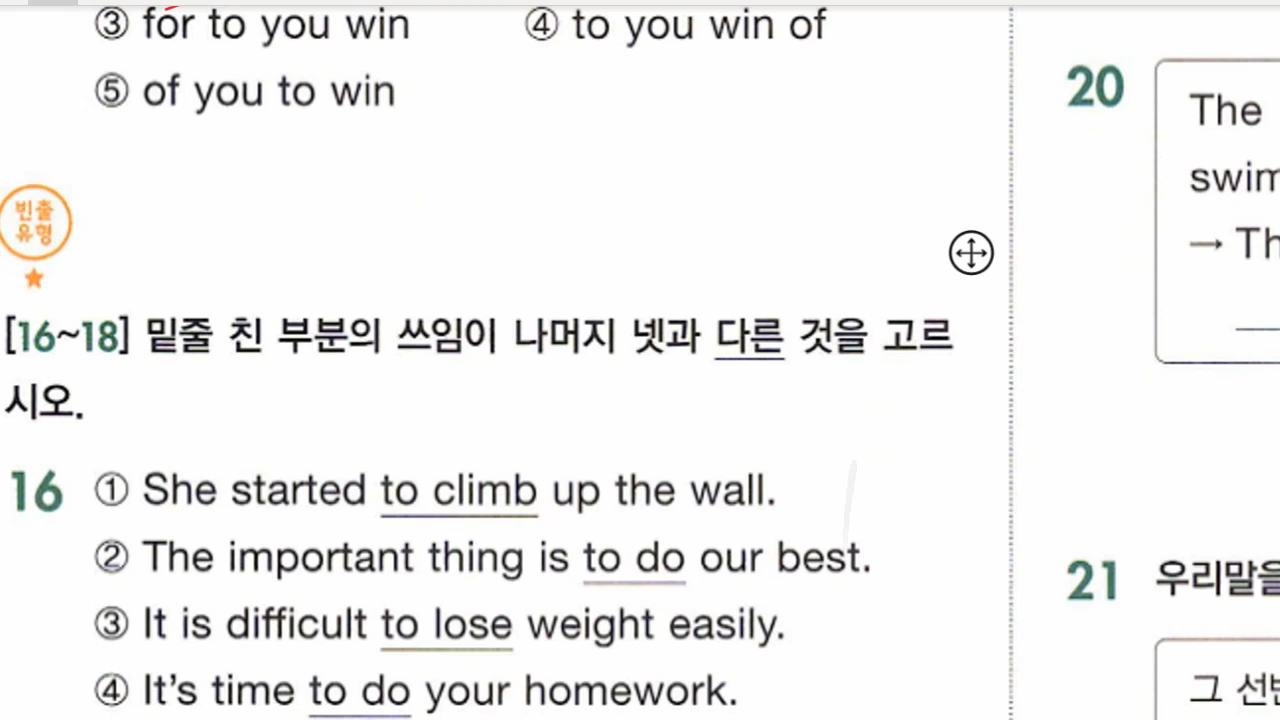 ③ for to you win ④ to you win of
⑤ of you to win
빈출
유형
[16~18] 밑줄 친 부분의 쓰임이 나머지 넷과 다른 것을 고르
시오.
16 ① She started to climb up the wall.
② The important thing is to do our best.
③ It is difficult to lose weight easily.
④ It's time to do your homework.
20 The
→
21 우리말을
그